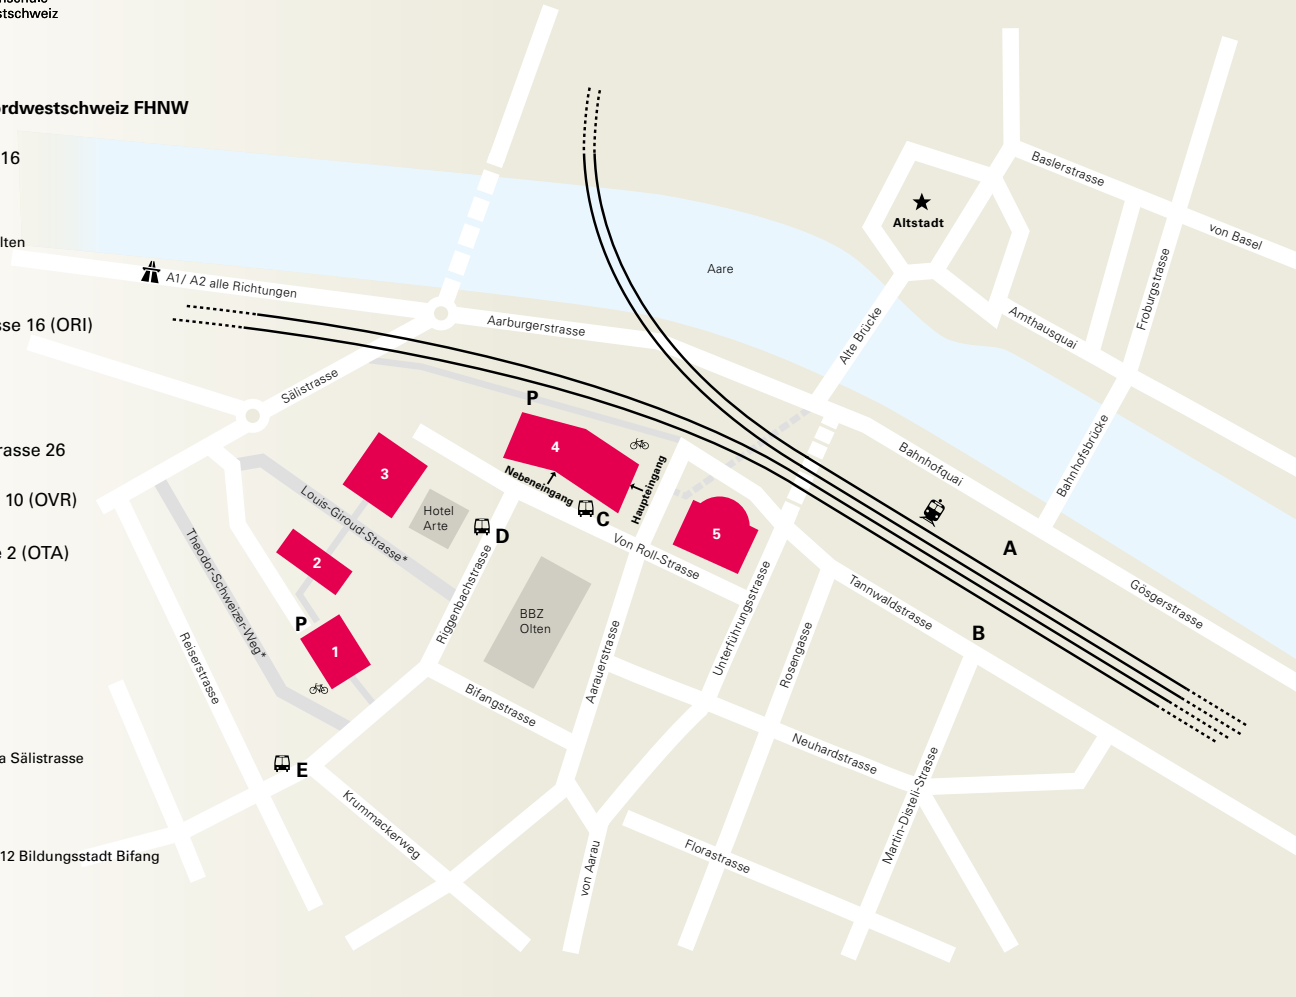 stschweiz
ordwestschweiz FHNW
16
lten
sse 16 (ORI)
rasse 26
10 (OVR)
e 2 (OTA)
a Sälistrasse
12 Bildungsstadt Bifang
A1/ A2 alle Richtungen
Aarburgerstrasse
Aare
Altstadt
Baslerstrasse
von Basel
Froburgstrasse
Amthausquai
Alte Brücke
Bahnhofsbrücke
Bahnhofquai
Gösgerstrasse
Sälistrasse
P
4
Nebeneingang
Haupteingang
C
3
Hotel
Arte
D
5
A
Louis-Giroud-Strasse*
Von Roll-Strasse
2
Theodor-Schweizer-Weg*
Riggenbachstrasse
BBZ
Olten
Tannwaldstrasse
B
P
1
Reiserstrasse
Aarauerstrasse
Unterführungsstrasse
Rosengasse
Bifangstrasse
Neuhardstrasse
Martin-Disteli-Strasse
E
Krummackerweg
von Aarau
Florastrasse